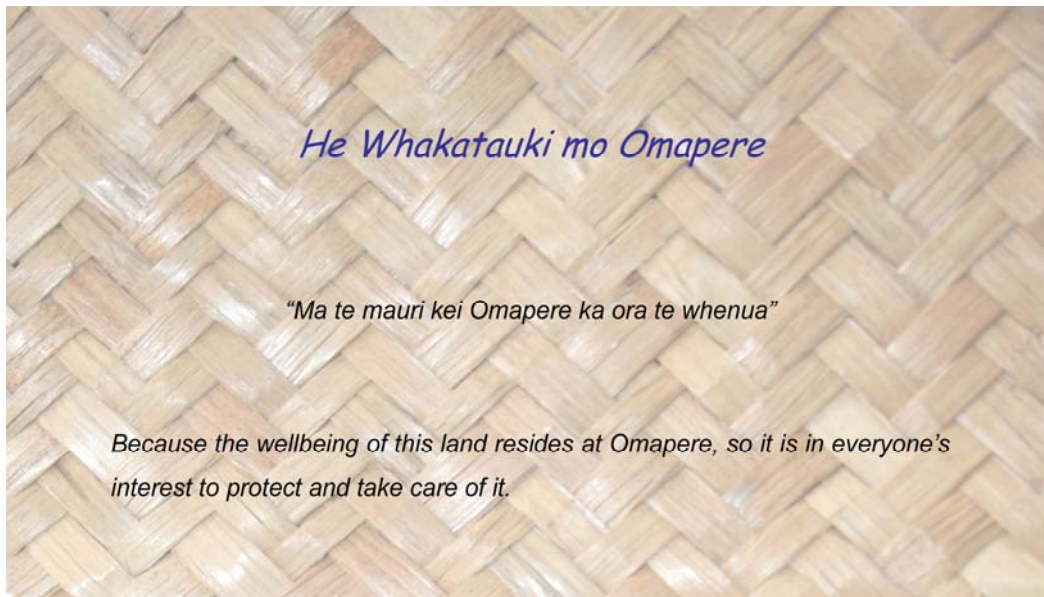 He Whakatauki mo Omapere
“Ma te mauri kei Omapere ka ora te whenua”
Because the wellbeing of this land resides at Omapere, so it is in everyone’s
interest to protect and take care of it.